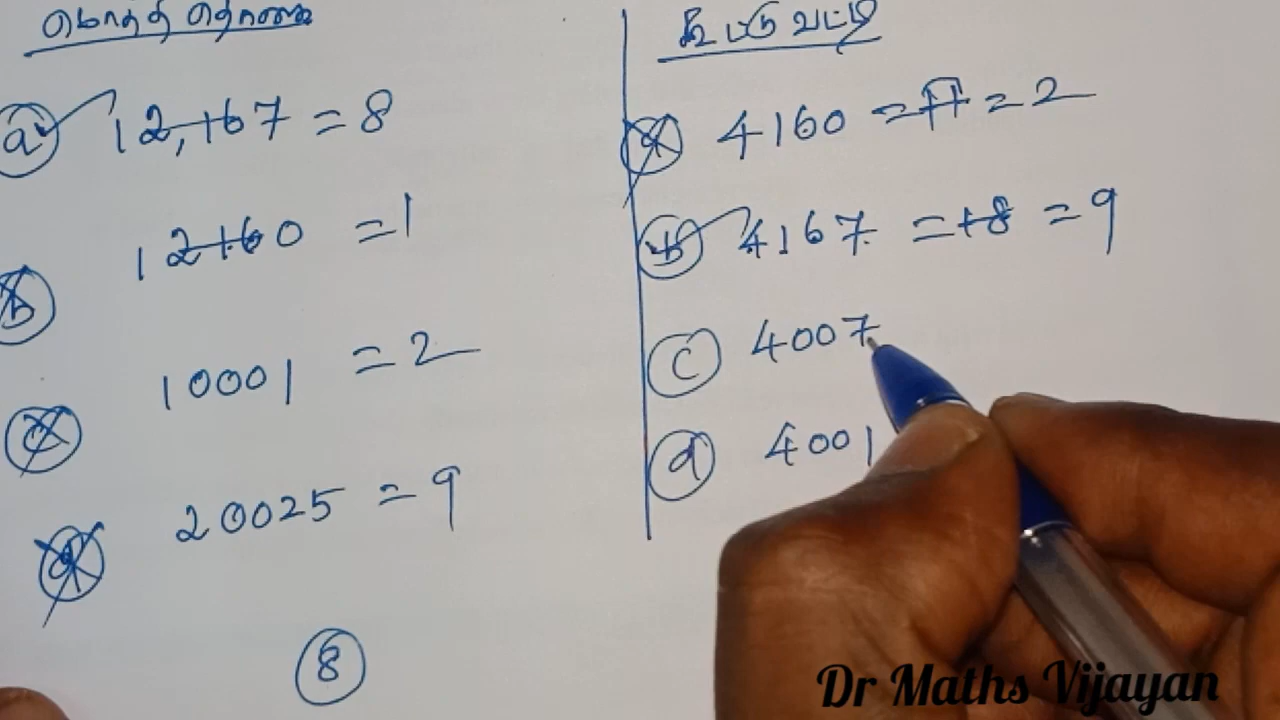 மொத்த தொகை
a 12,167 = 8
b 12160 = 1
c 10001 = 2
d 20025 = 9
8
கூட்டு வட்டி
a 4160 = 11 = 2
b 4167 = 18 = 9
c 4007
d 4001
Dr Maths Vijayan